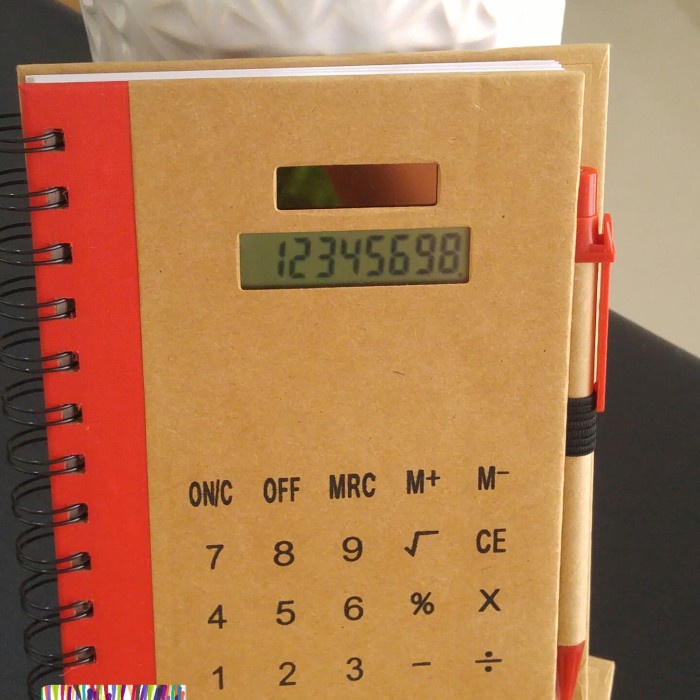 12345698.
ON/C OFF MRC M+ M-
7 8 9 √ CE
4 5 6 % X
1 2 3 - ÷